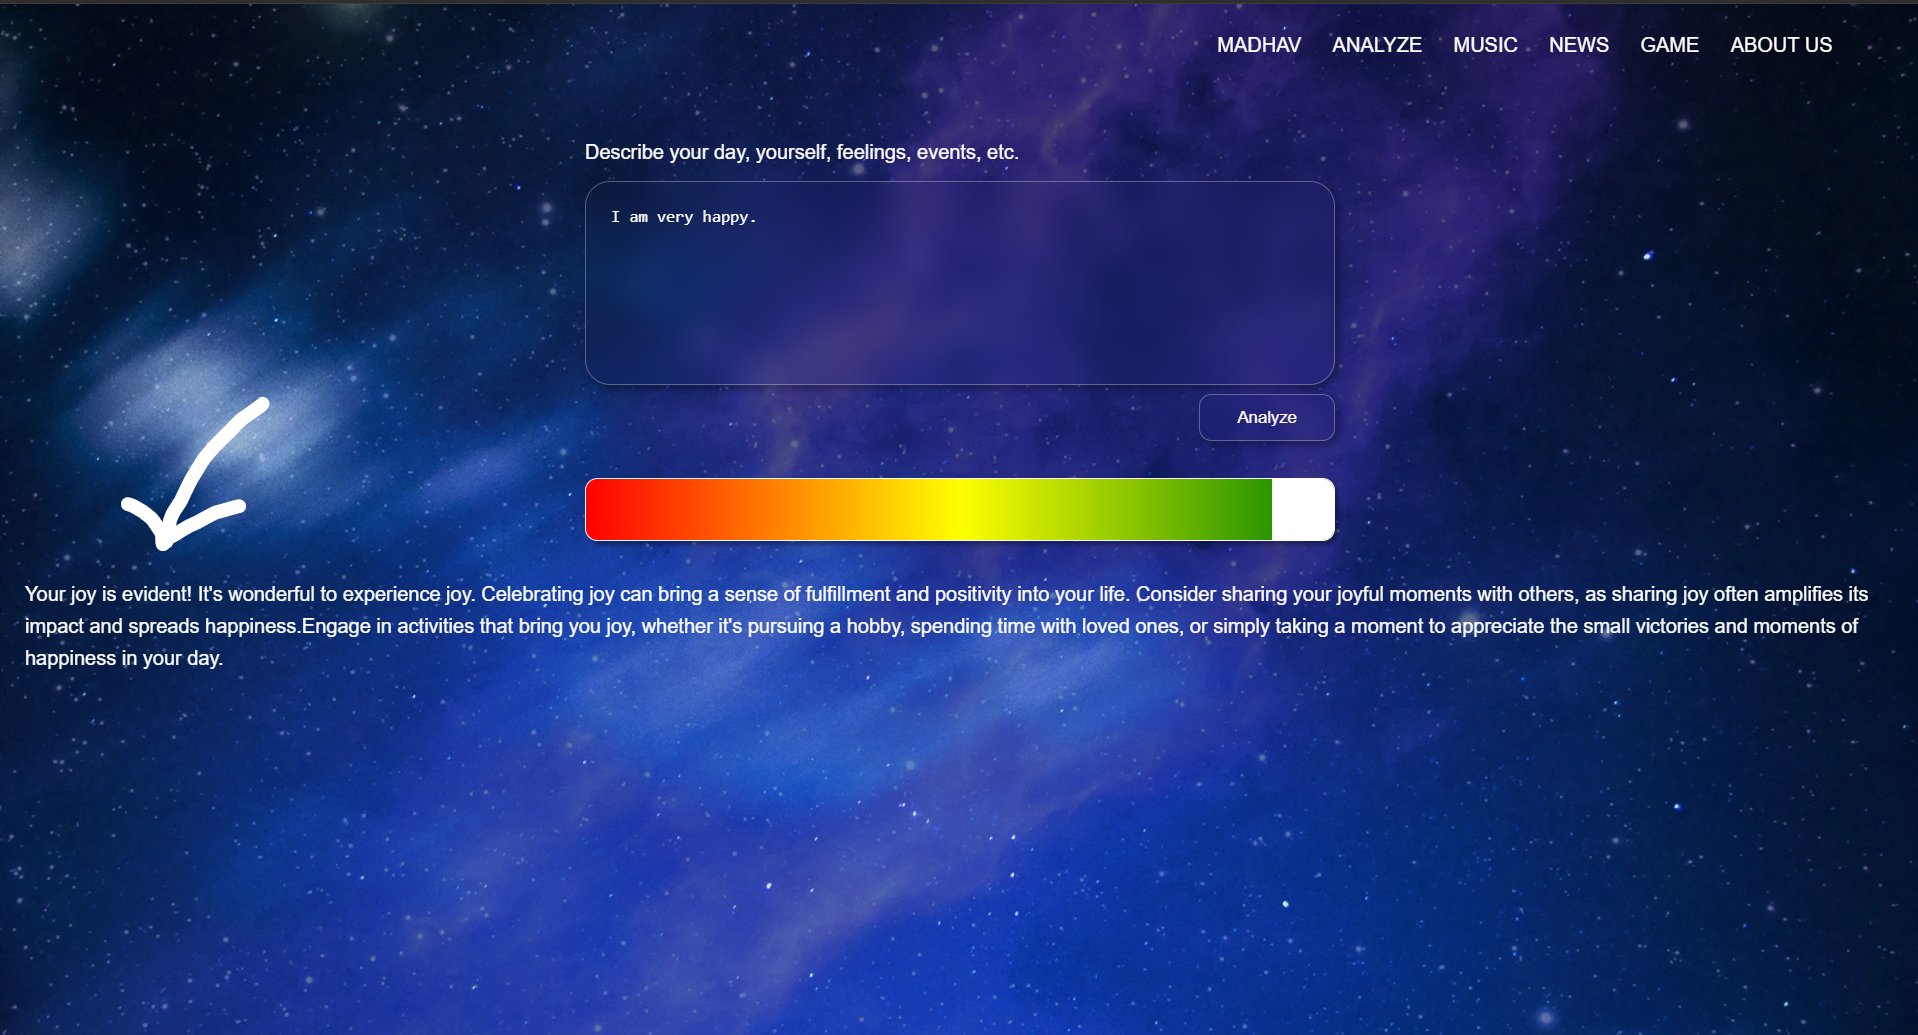 MADHAV ANALYZE MUSIC NEWS GAME ABOUT US
Describe your day, yourself, feelings, events, etc.
I am very happy.
Analyze
Your joy is evident! It's wonderful to experience joy. Celebrating joy can bring a sense of fulfillment and positivity into your life. Consider sharing your joyful moments with others, as sharing joy often amplifies its
impact and spreads happiness.Engage in activities that bring you joy, whether it's pursuing a hobby, spending time with loved ones, or simply taking a moment to appreciate the small victories and moments of
happiness in your day.